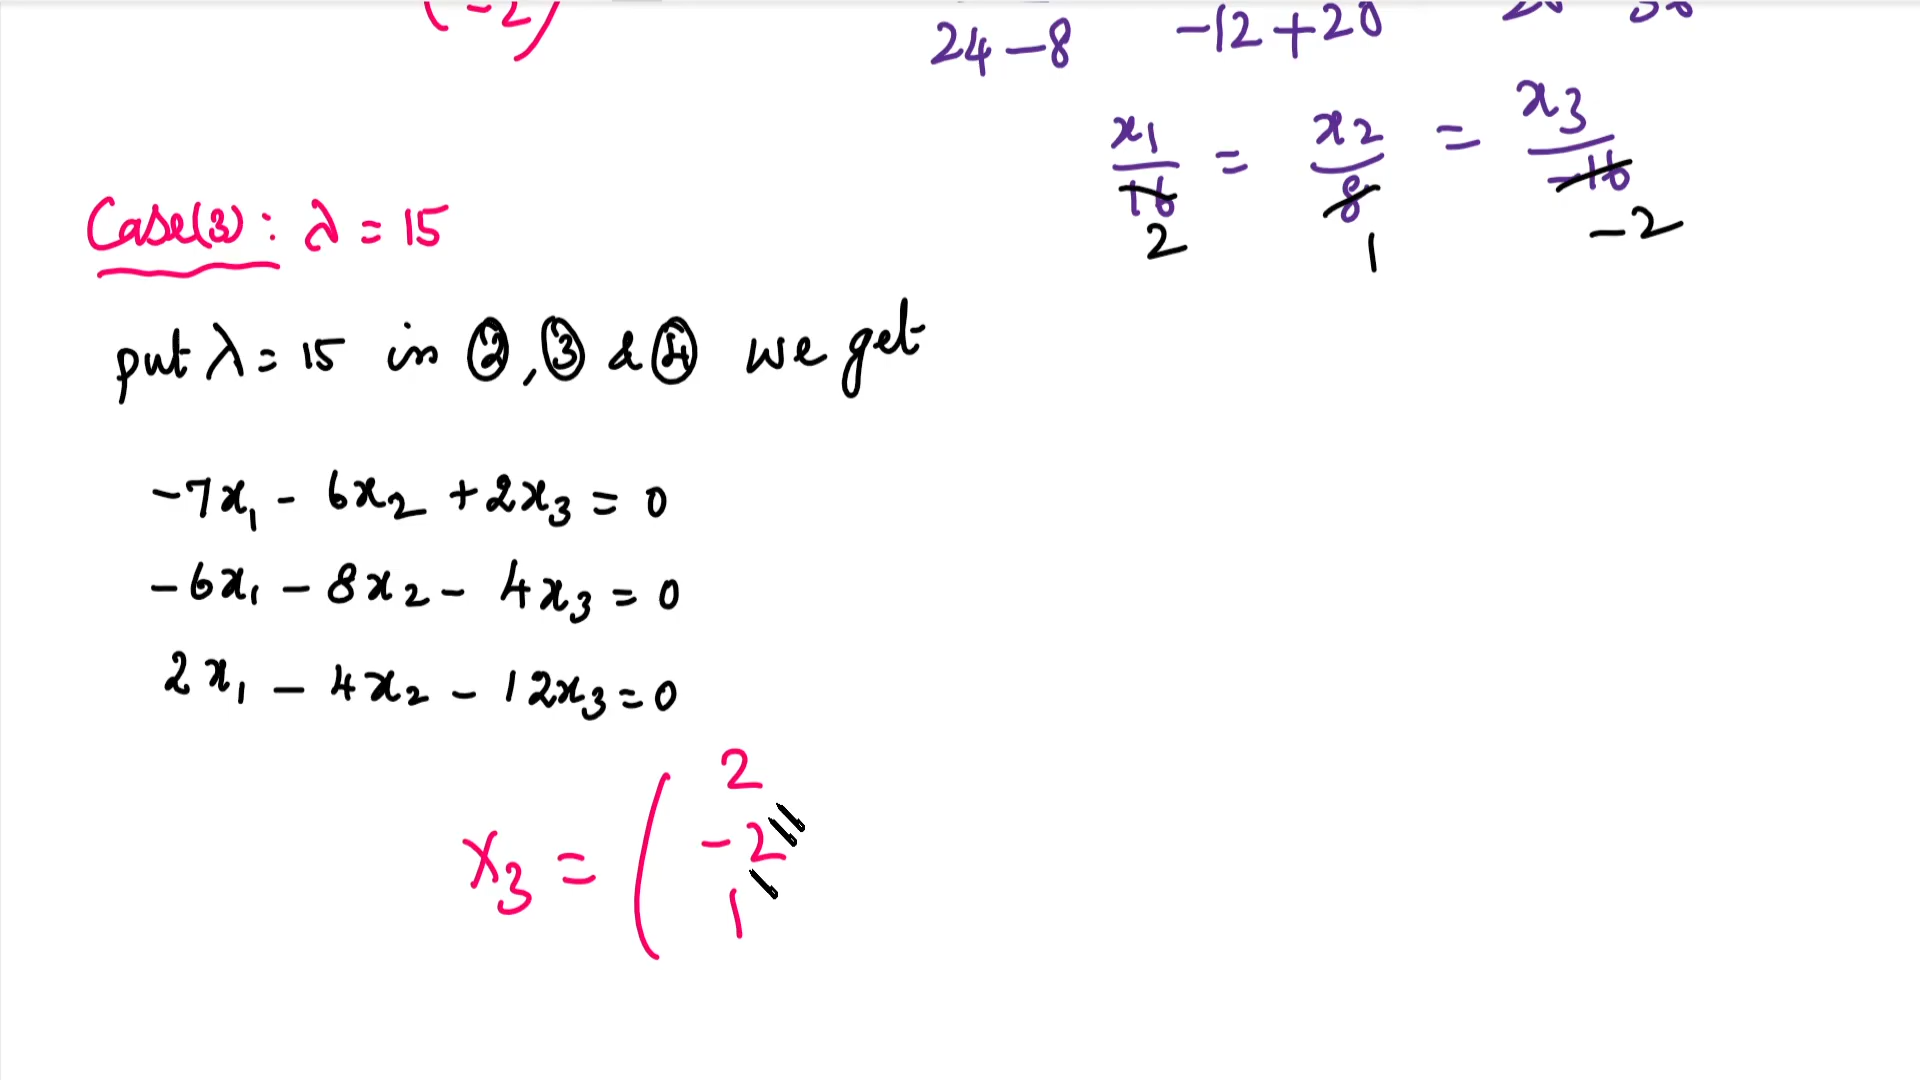 -2)
24-8 -12+20
x1/16 = x2/8 = x3/-16
2 1 -2
Case(3): λ = 15
put λ = 15 in ②, ③ & ④ we get
-7x1 - 6x2 + 2x3 = 0
-6x1 - 8x2 - 4x3 = 0
2x1 - 4x2 - 12x3 = 0
2
X3 = ( -2
1